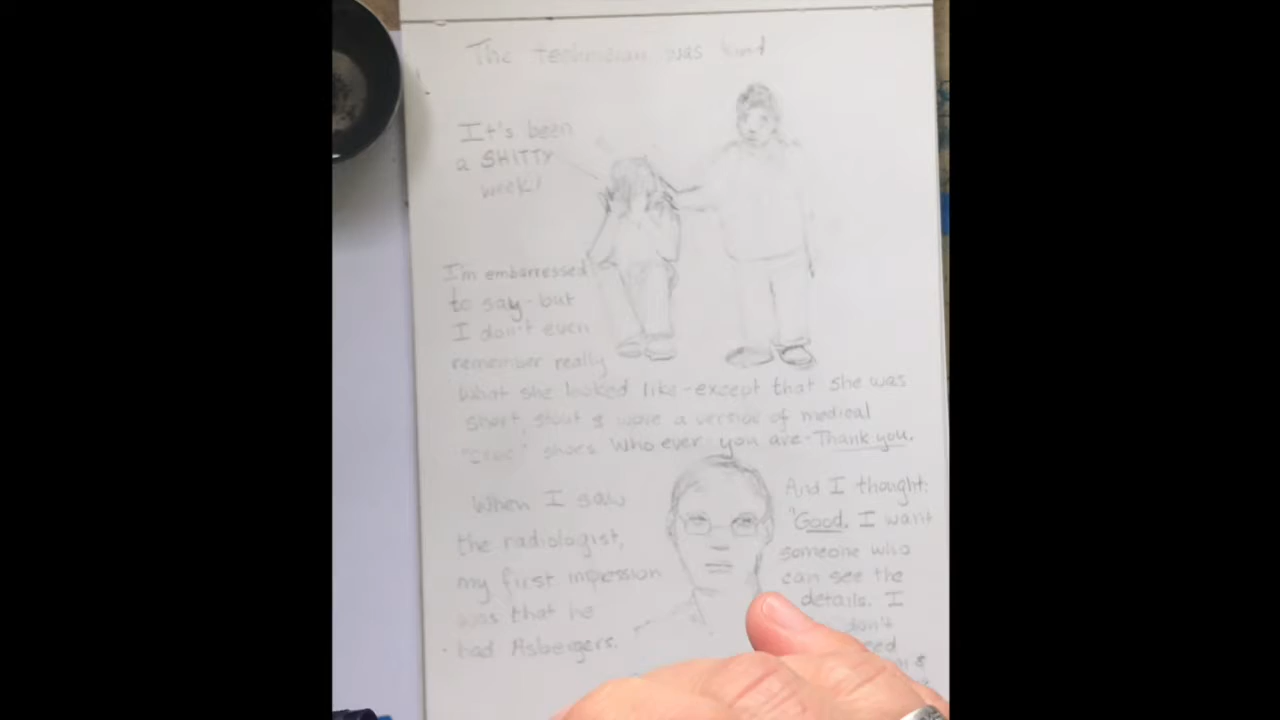 The technician was kind
It's been
a SHITTY
week!
I'm embarressed
to say-but
I don't even
remember really
what she looked like-except that she was
short, stout & wore a version of medical
shoes. Who ever you are-Thank you.
When I saw
the radiologist,
my first impession
was that he
had Asbergers.
And I thought:
"Good. I want
someone who
can see the
details. I
don't